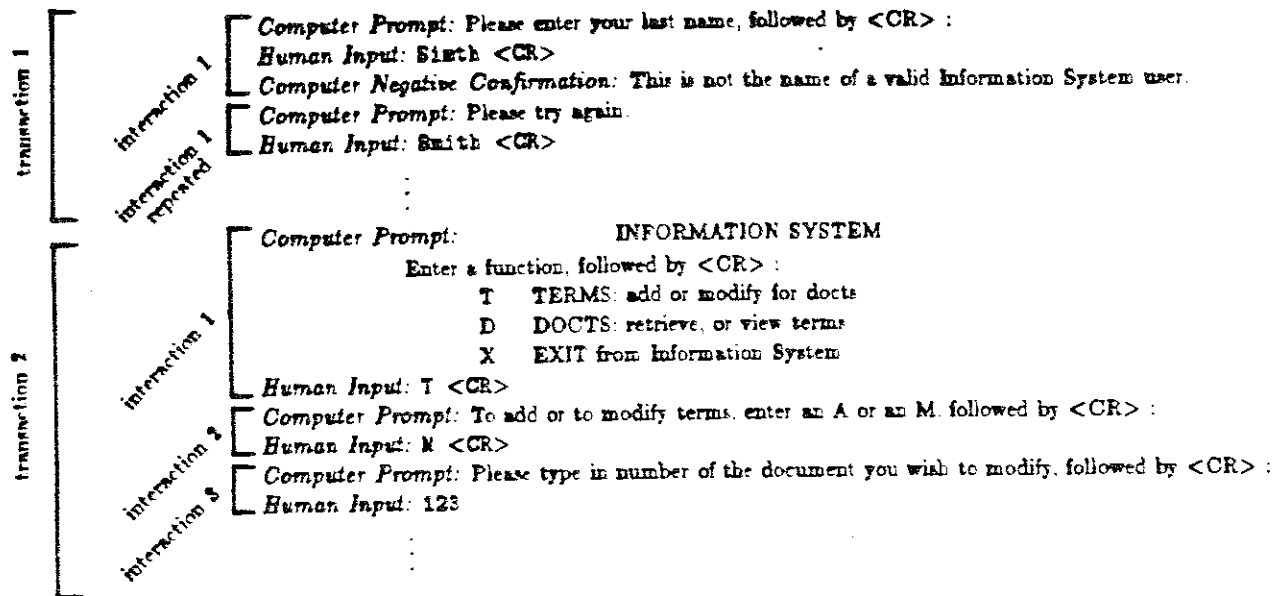 transaction 1
interaction 1
Computer Prompt: Please enter your last name, followed by <CR> :
Human Input: Simth <CR>
Computer Negative Confirmation: This is not the name of a valid Information System user.
interaction 1
repeated
Computer Prompt: Please try again.
Human Input: Smith <CR>
transaction 2
interaction 1
Computer Prompt: INFORMATION SYSTEM
Enter a function, followed by <CR> :
T TERMS: add or modify for docts
D DOCTS: retrieve, or view terms
X EXIT from Information System
Human Input: T <CR>
interaction 2
Computer Prompt: To add or to modify terms, enter an A or an M, followed by <CR> :
Human Input: M <CR>
interaction 3
Computer Prompt: Please type in number of the document you wish to modify, followed by <CR> :
Human Input: 123